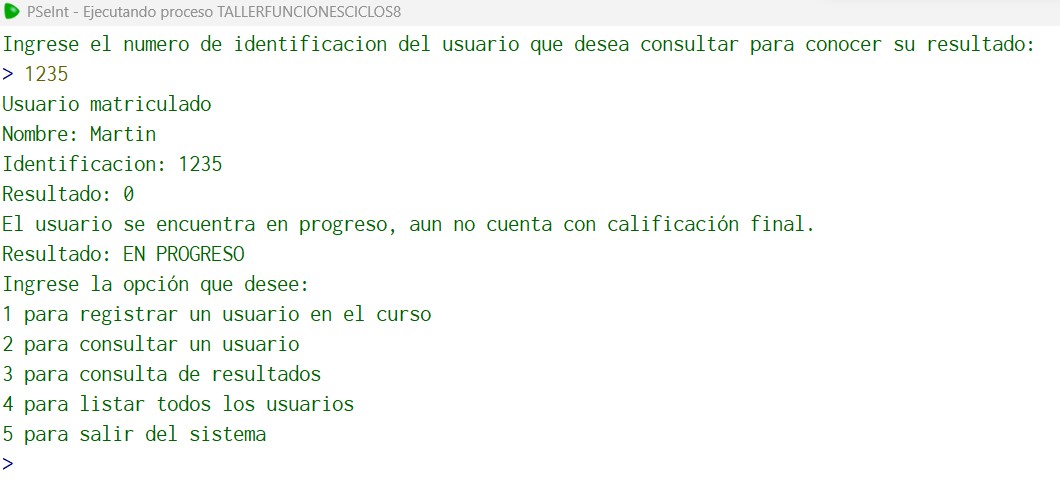 PSeInt - Ejecutando proceso TALLERFUNCIONESCICLOS8
Ingrese el numero de identificacion del usuario que desea consultar para conocer su resultado:
> 1235
Usuario matriculado
Nombre: Martin
Identificacion: 1235
Resultado: 0
El usuario se encuentra en progreso, aun no cuenta con calificación final.
Resultado: EN PROGRESO
Ingrese la opción que desee:
1 para registrar un usuario en el curso
2 para consultar un usuario
3 para consulta de resultados
4 para listar todos los usuarios
5 para salir del sistema
>